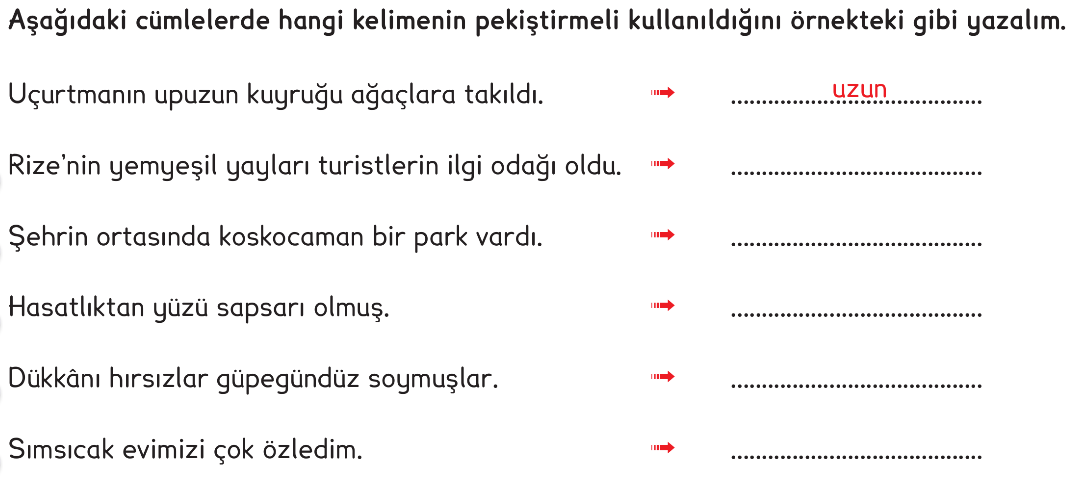 Aşağıdaki cümlelerde hangi kelimenin pekiştirmeli kullanıldığını örnekteki gibi yazalım.
Uçurtmanın upuzun kuyruğu ağaçlara takıldı. ➡ uzun
Rize’nin yemyeşil yayları turistlerin ilgi odağı oldu. ➡ ........................................
Şehrin ortasında koskocaman bir park vardı. ➡ ........................................
Hasatlıktan yüzü sapsarı olmuş. ➡ ........................................
Dükkânı hırsızlar güpegündüz soymuşlar. ➡ ........................................
Sımsıcak evimizi çok özledim. ➡ ........................................